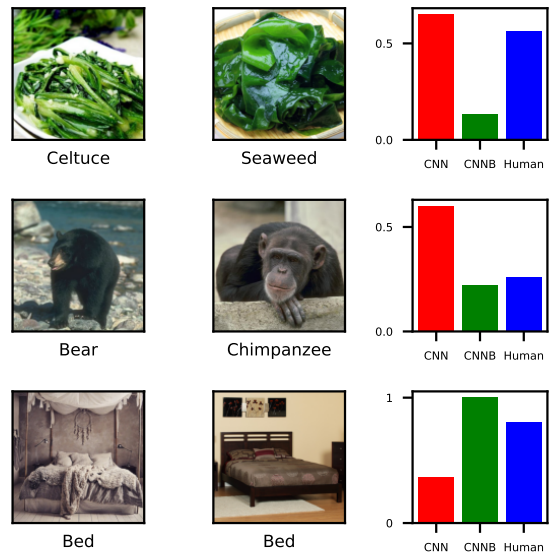 0.5
0.0
CNN CNNB Human
Celtuce Seaweed
0.5
0.0
CNN CNNB Human
Bear Chimpanzee
1
0
CNN CNNB Human
Bed Bed